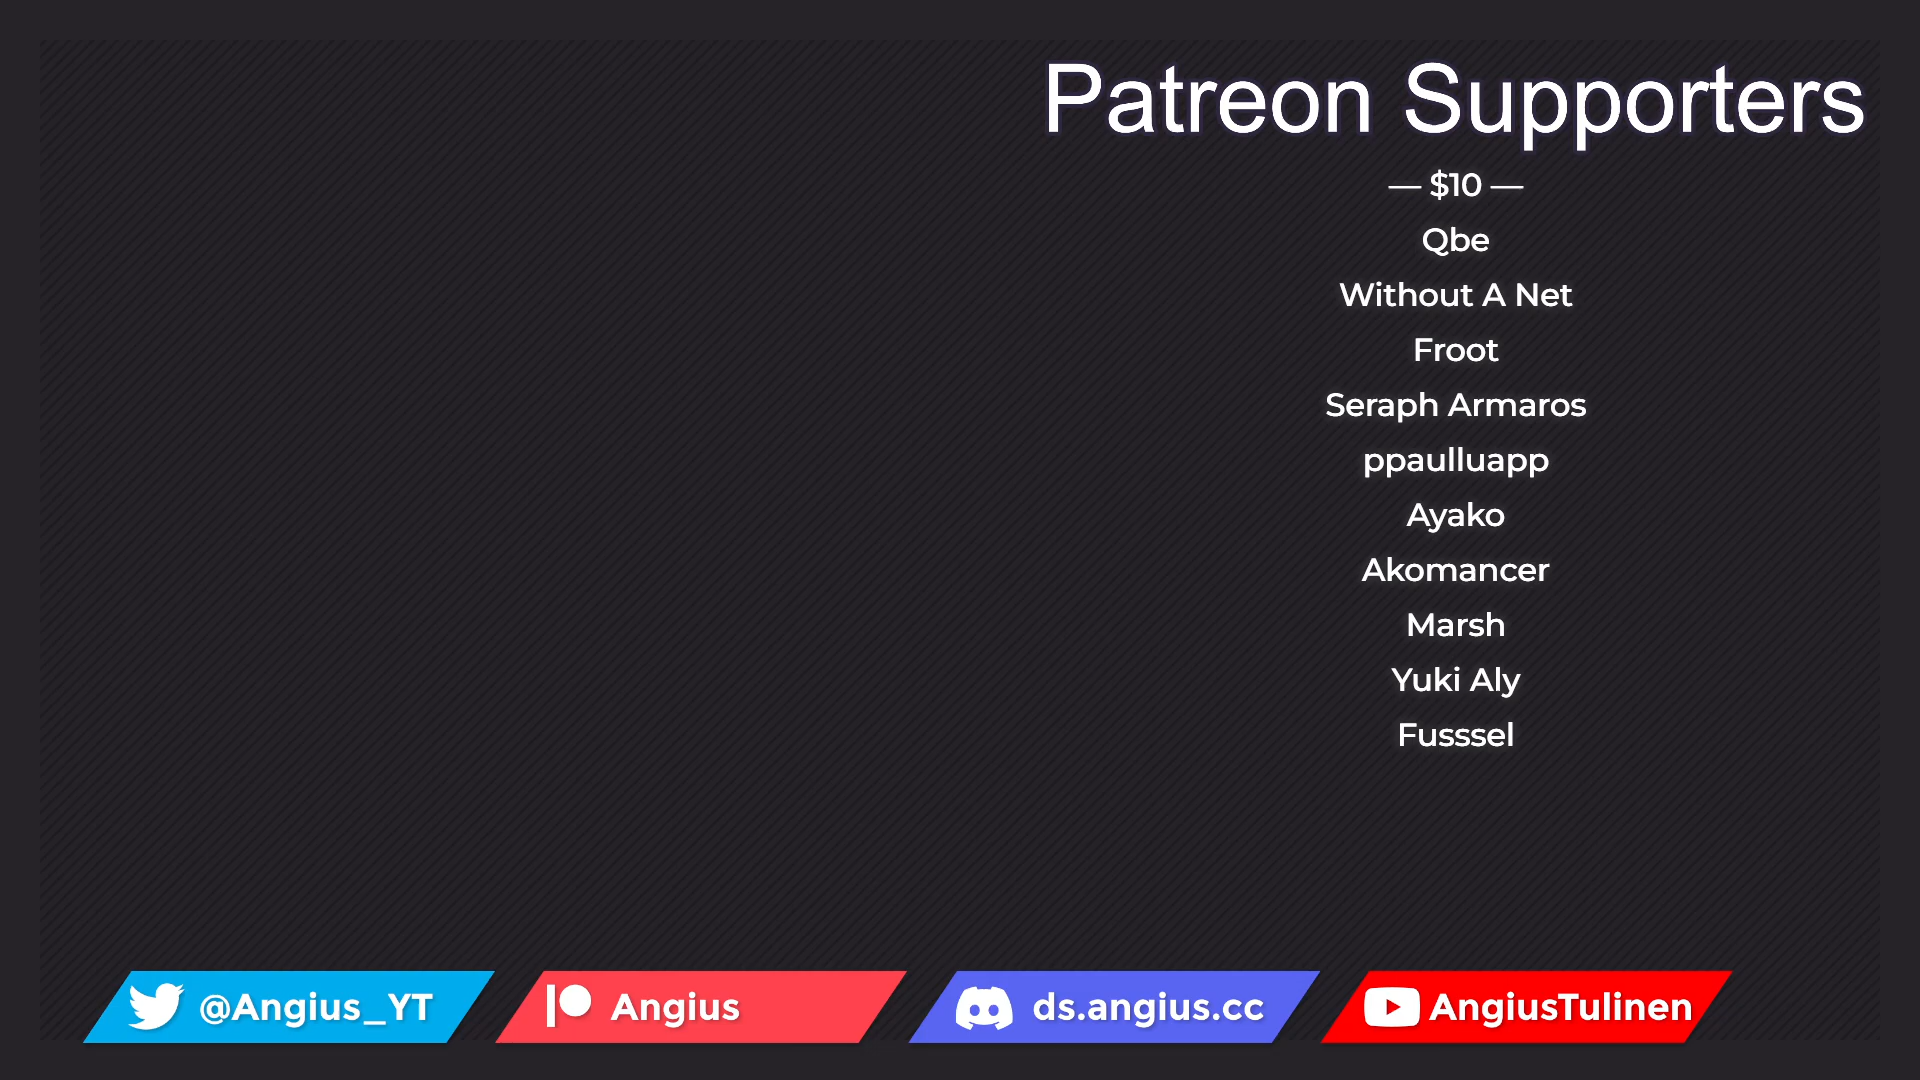 Patreon Supporters
— $10 —
Qbe
Without A Net
Froot
Seraph Armaros
ppaulluapp
Ayako
Akomancer
Marsh
Yuki Aly
Fusssel
@Angius_YT
Angius
ds.angius.cc
AngiusTulinen